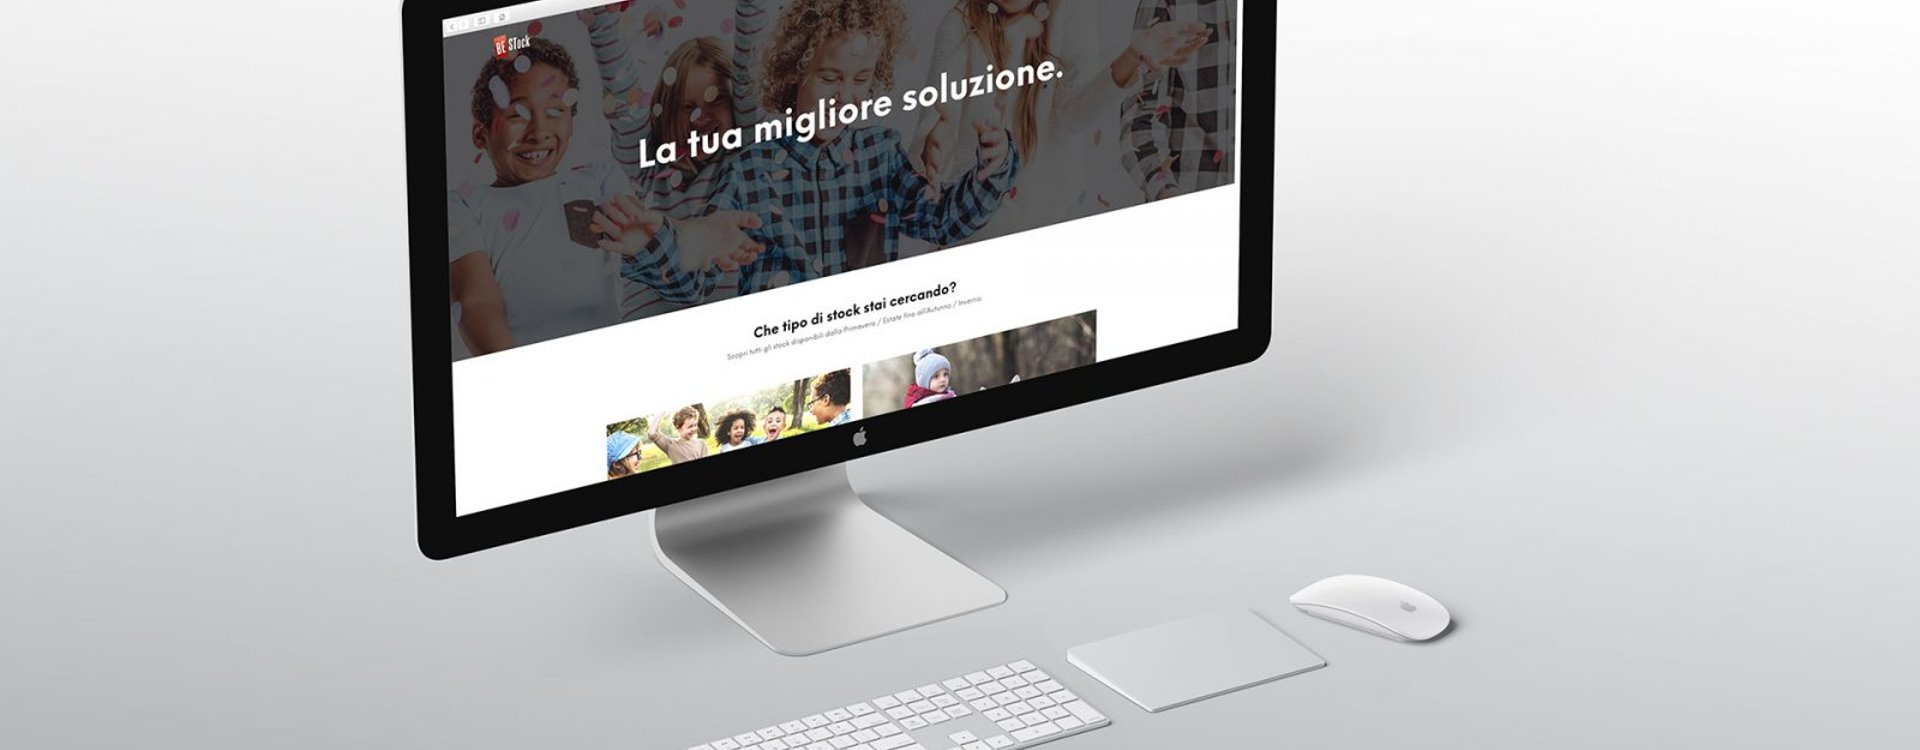 BE STock
La tua migliore soluzione.
Che tipo di stock stai cercando?
Scopri tutti gli stock disponibili dalla Primavera / Estate fino all'Autunno / Inverno.